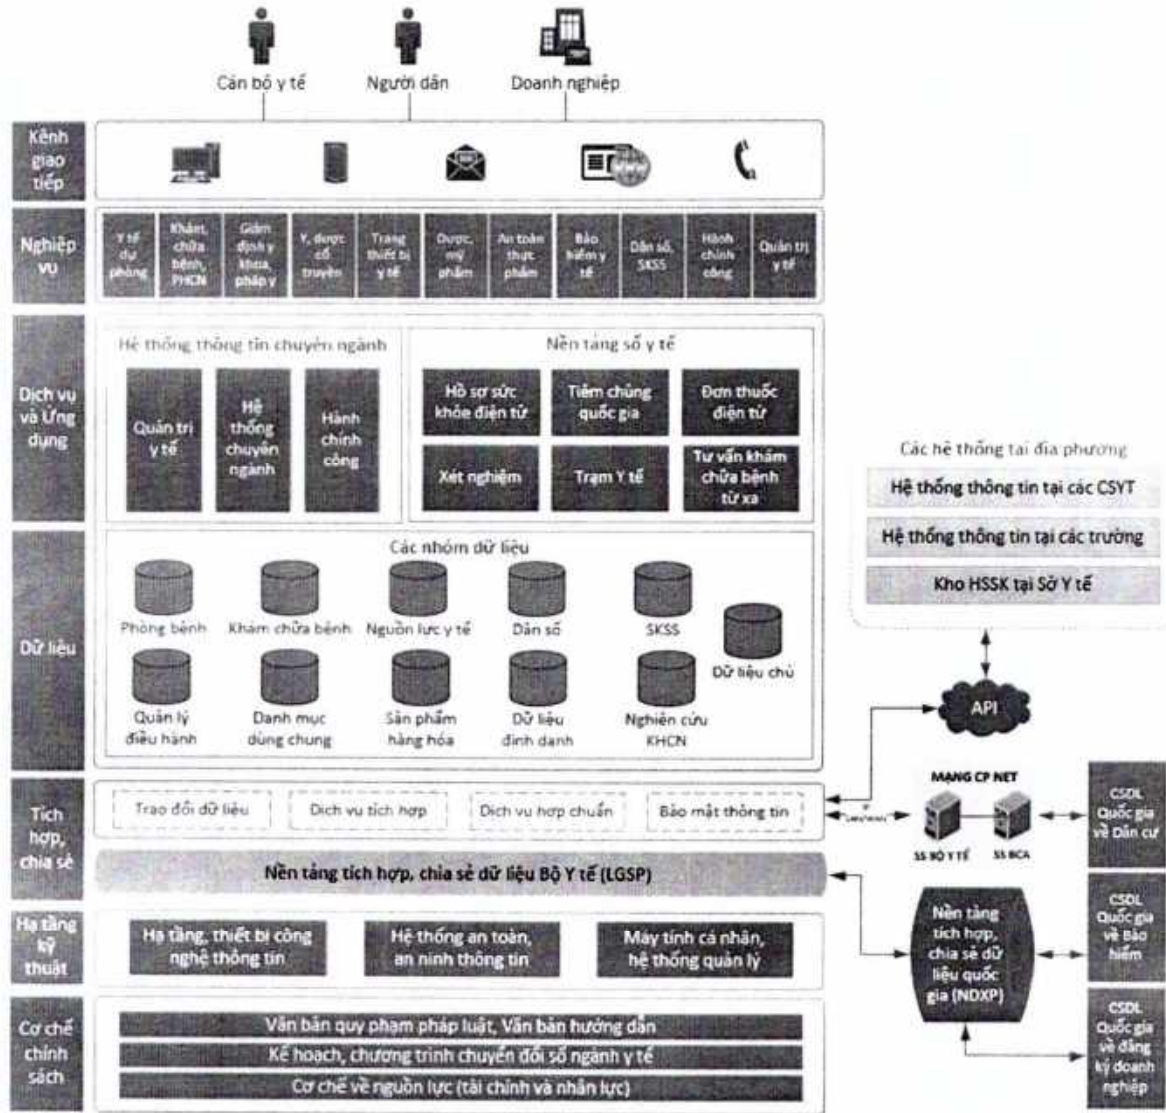 Cán bộ y tế
Người dân
Doanh nghiệp
Kênh
giao
tiếp
Nghiệp
vụ
Y tế
dự
phòng
Khám,
chữa
bệnh,
PHCN
Giám
định y
khoa,
pháp y
Y, dược
cổ
truyền
Trang
thiết bị
y tế
Dược,
mỹ
phẩm
An toàn
thực
phẩm
Bảo
hiểm y
tế
Dân số,
SKSS
Hành
chính
công
Quản trị
y tế
Dịch vụ
và Ứng
dụng
Hệ thống thông tin chuyên ngành
Quản trị
y tế
Hệ
thống
chuyên
ngành
Hành
chính
công
Nền tảng số y tế
Hồ sơ sức
khỏe điện tử
Tiêm chủng
quốc gia
Đơn thuốc
điện tử
Xét nghiệm
Trạm Y tế
Tư vấn khám
chữa bệnh
từ xa
Các hệ thống tại địa phương
Hệ thống thông tin tại các CSYT
Hệ thống thông tin tại các trường
Kho HSSK tại Sở Y tế
Dữ liệu
Các nhóm dữ liệu
Phòng bệnh
Khám chữa bệnh
Nguồn lực y tế
Dân số
SKSS
Dữ liệu chủ
Quản lý
điều hành
Danh mục
dùng chung
Sản phẩm
hàng hóa
Dữ liệu
định danh
Nghiên cứu
KHCN
API
Tích
hợp,
chia sẻ
Trao đổi dữ liệu
Dịch vụ tích hợp
Dịch vụ hợp chuẩn
Bảo mật thông tin
MẠNG CP NET
SS BỘ Y TẾ
SS BCA
CSDL
Quốc gia
về Dân cư
Nền tảng tích hợp, chia sẻ dữ liệu Bộ Y tế (LGSP)
Hạ tầng
kỹ
thuật
Hạ tầng, thiết bị công
nghệ thông tin
Hệ thống an toàn,
an ninh thông tin
Máy tính cá nhân,
hệ thống quản lý
Nền tảng
tích hợp,
chia sẻ dữ
liệu quốc
gia (NDXP)
CSDL
Quốc gia
về Bảo
hiểm
Cơ chế
chính
sách
Văn bản quy phạm pháp luật, Văn bản hướng dẫn
Kế hoạch, chương trình chuyển đổi số ngành y tế
Cơ chế về nguồn lực (tài chính và nhân lực)
CSDL
Quốc gia
về đăng
ký doanh
nghiệp